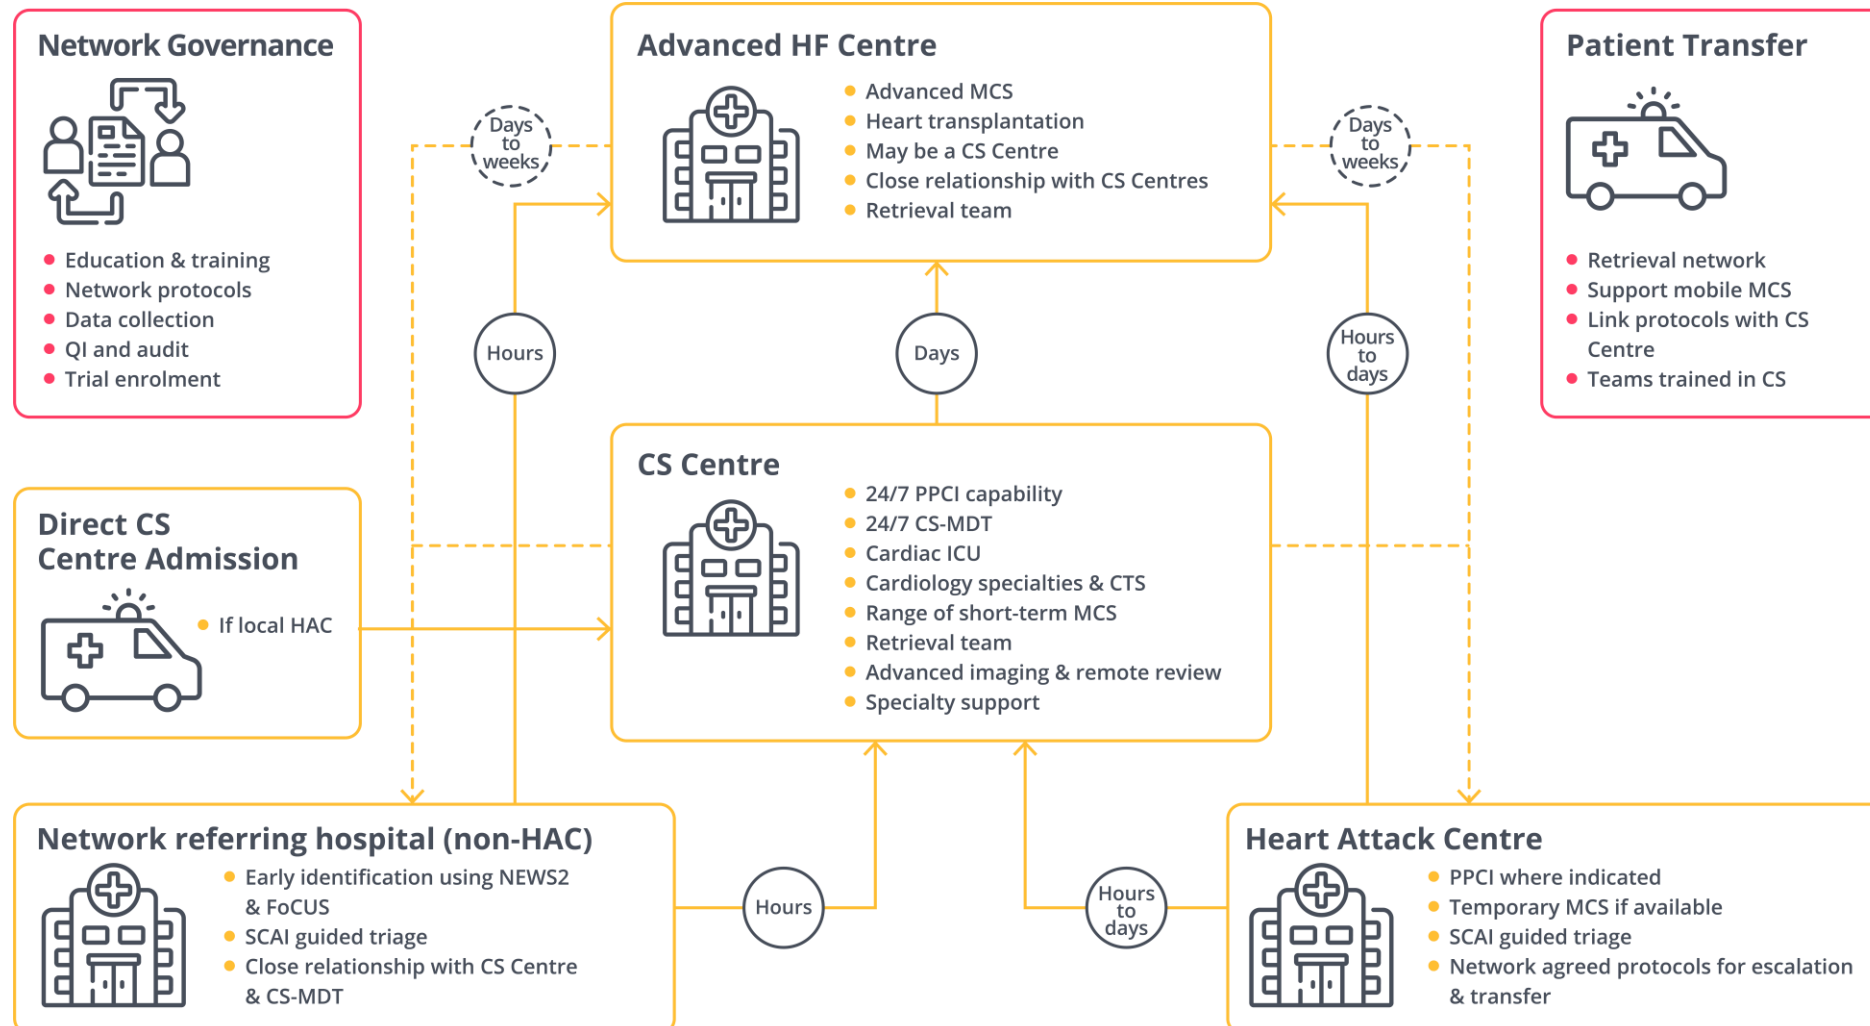 Network Governance
Education & training
Network protocols
Data collection
QI and audit
Trial enrolment
Advanced HF Centre
Advanced MCS
Heart transplantation
May be a CS Centre
Close relationship with CS Centres
Retrieval team
Patient Transfer
Retrieval network
Support mobile MCS
Link protocols with CS
Centre
Teams trained in CS
Days
to
weeks
Days
to
weeks
Hours
Days
Hours
to
days
Direct CS
Centre Admission
If local HAC
CS Centre
24/7 PPCI capability
24/7 CS-MDT
Cardiac ICU
Cardiology specialties & CTS
Range of short-term MCS
Retrieval team
Advanced imaging & remote review
Specialty support
Network referring hospital (non-HAC)
Early identification using NEWS2
& FoCUS
SCAI guided triage
Close relationship with CS Centre
& CS-MDT
Hours
Hours
to
days
Heart Attack Centre
PPCI where indicated
Temporary MCS if available
SCAI guided triage
Network agreed protocols for escalation
& transfer